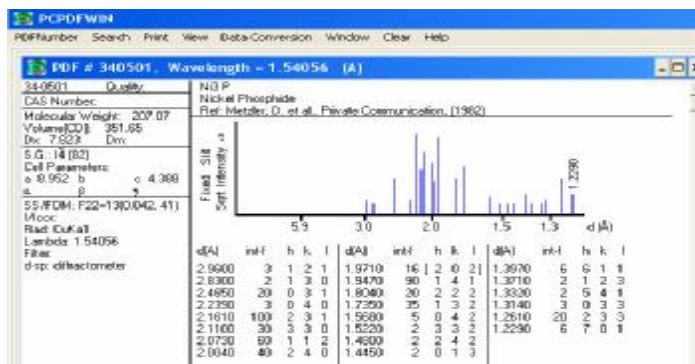 PCPDFWIN
PDFNumber Search Print View Data-Conversion Window Clear Help
PDF # 340501, Wavelength = 1.54056 (A)
34-0501 Quality:
CAS Number:
Molecular Weight: 207.07
Volume[CD]: 351.65
Dx: 7.823 Dm:
S.G.: I4 (82)
Cell Parameters:
a 8.952 b c 4.388
α β γ
SS/FOM: F22=13(0.042, 41)
I/Icor:
Rad: CuKa1
Lambda: 1.54056
Filter:
d-sp: diffractometer
Ni3 P
Nickel Phosphide
Ref: Metzler, D. et al., Private Communication, (1982)
Fixed Slit
Intensity ->
1.2290
5.9 3.0 2.0 1.5 1.3 d (Å)
d(A) int-f h k l d(A) int-f h k l d(A) int-f h k l
2.9600 3 1 2 1 1.9710 16 [ 2 0 2] 1.3970 6 6 1 1
2.8300 2 1 3 0 1.9470 90 1 4 1 1.3710 2 1 2 3
2.4850 20 0 3 1 1.8040 20 2 2 2 1.3320 2 5 4 1
2.2390 3 0 4 0 1.7350 35 1 3 2 1.3140 3 0 3 3
2.1610 100 2 3 1 1.5680 5 0 4 2 1.2610 20 2 3 3
2.1100 30 3 3 0 1.5220 2 3 3 2 1.2290 6 7 0 1
2.0730 60 1 1 2 1.4800 2 2 4 2
2.0040 40 2 4 0 1.4450 2 0 1 3